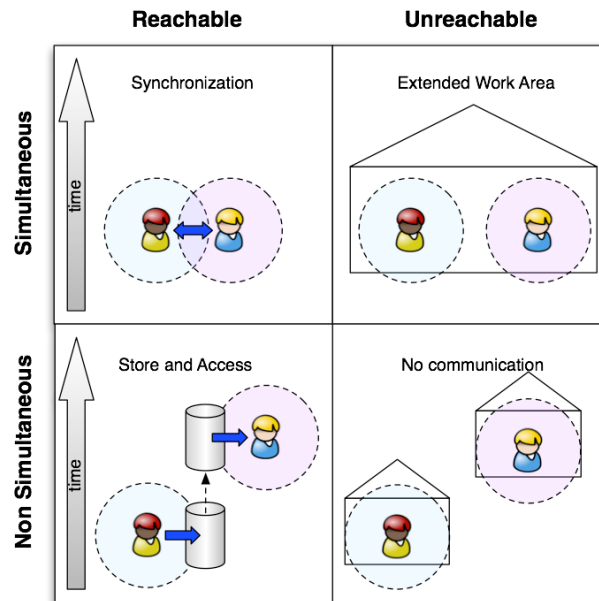 Reachable
Unreachable
Simultaneous
Synchronization
Extended Work Area
time
Non Simultaneous
Store and Access
No communication
time